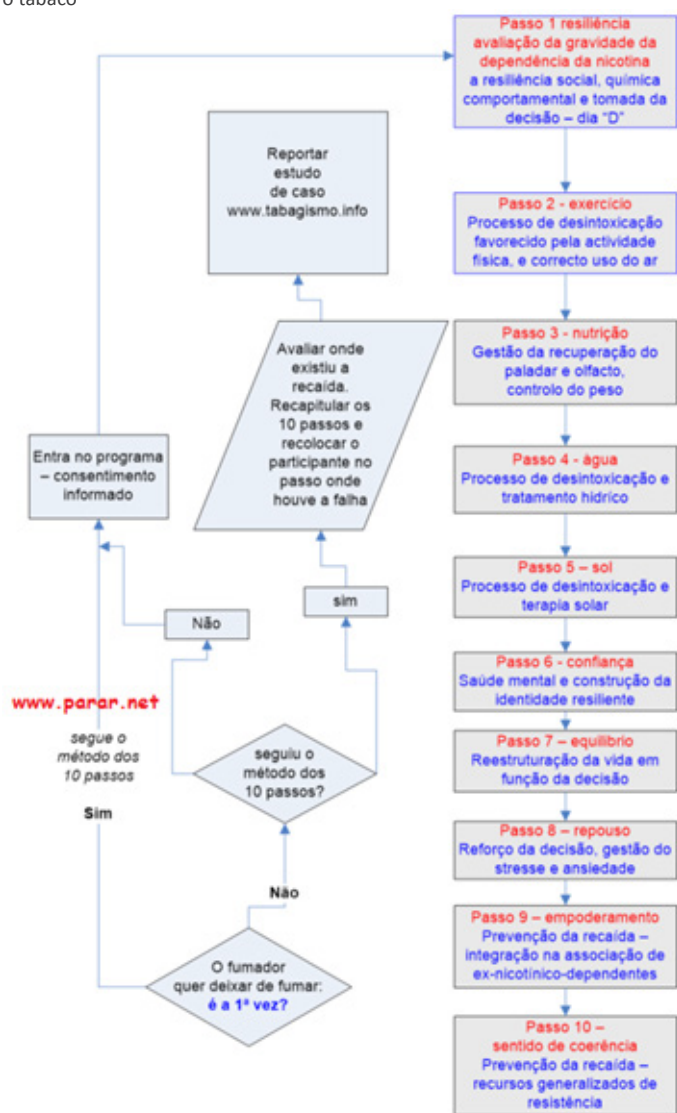 o tabaco
Passo 1 resiliência
avaliação da gravidade da
dependência da nicotina
a resiliência social, química
comportamental e tomada da
decisão – dia "D"
Reportar
estudo
de caso
www.tabagismo.info
Passo 2 - exercício
Processo de desintoxicação
favorecido pela actividade
física, e correcto uso do ar
Passo 3 - nutrição
Gestão da recuperação do
paladar e olfacto,
controlo do peso
Avaliar onde
existiu a
recaída.
Recapitular os
10 passos e
recolocar o
participante no
passo onde
houve a falha
Entra no programa
– consentimento
informado
Passo 4 - àgua
Processo de desintoxicação e
tratamento hidríco
Passo 5 – sol
Processo de desintoxicação e
terapia solar
sim
Não
Passo 6 - confiança
Saúde mental e construção da
identidade resiliente
www.parar.net
segue o
método dos
10 passos
Sim
seguiu o
método dos
10 passos?
Passo 7 – equilibrio
Reestruturação da vida em
função da decisão
Passo 8 – repouso
Reforço da decisão, gestão do
stresse e ansiedade
Não
Passo 9 – empoderamento
Prevenção da recaída –
integração na associação de
ex-nicotínico-dependentes
O fumador
quer deixar de fumar:
é a 1ª vez?
Passo 10 –
sentido de coerência
Prevenção da recaída –
recursos generalizados de
resistência